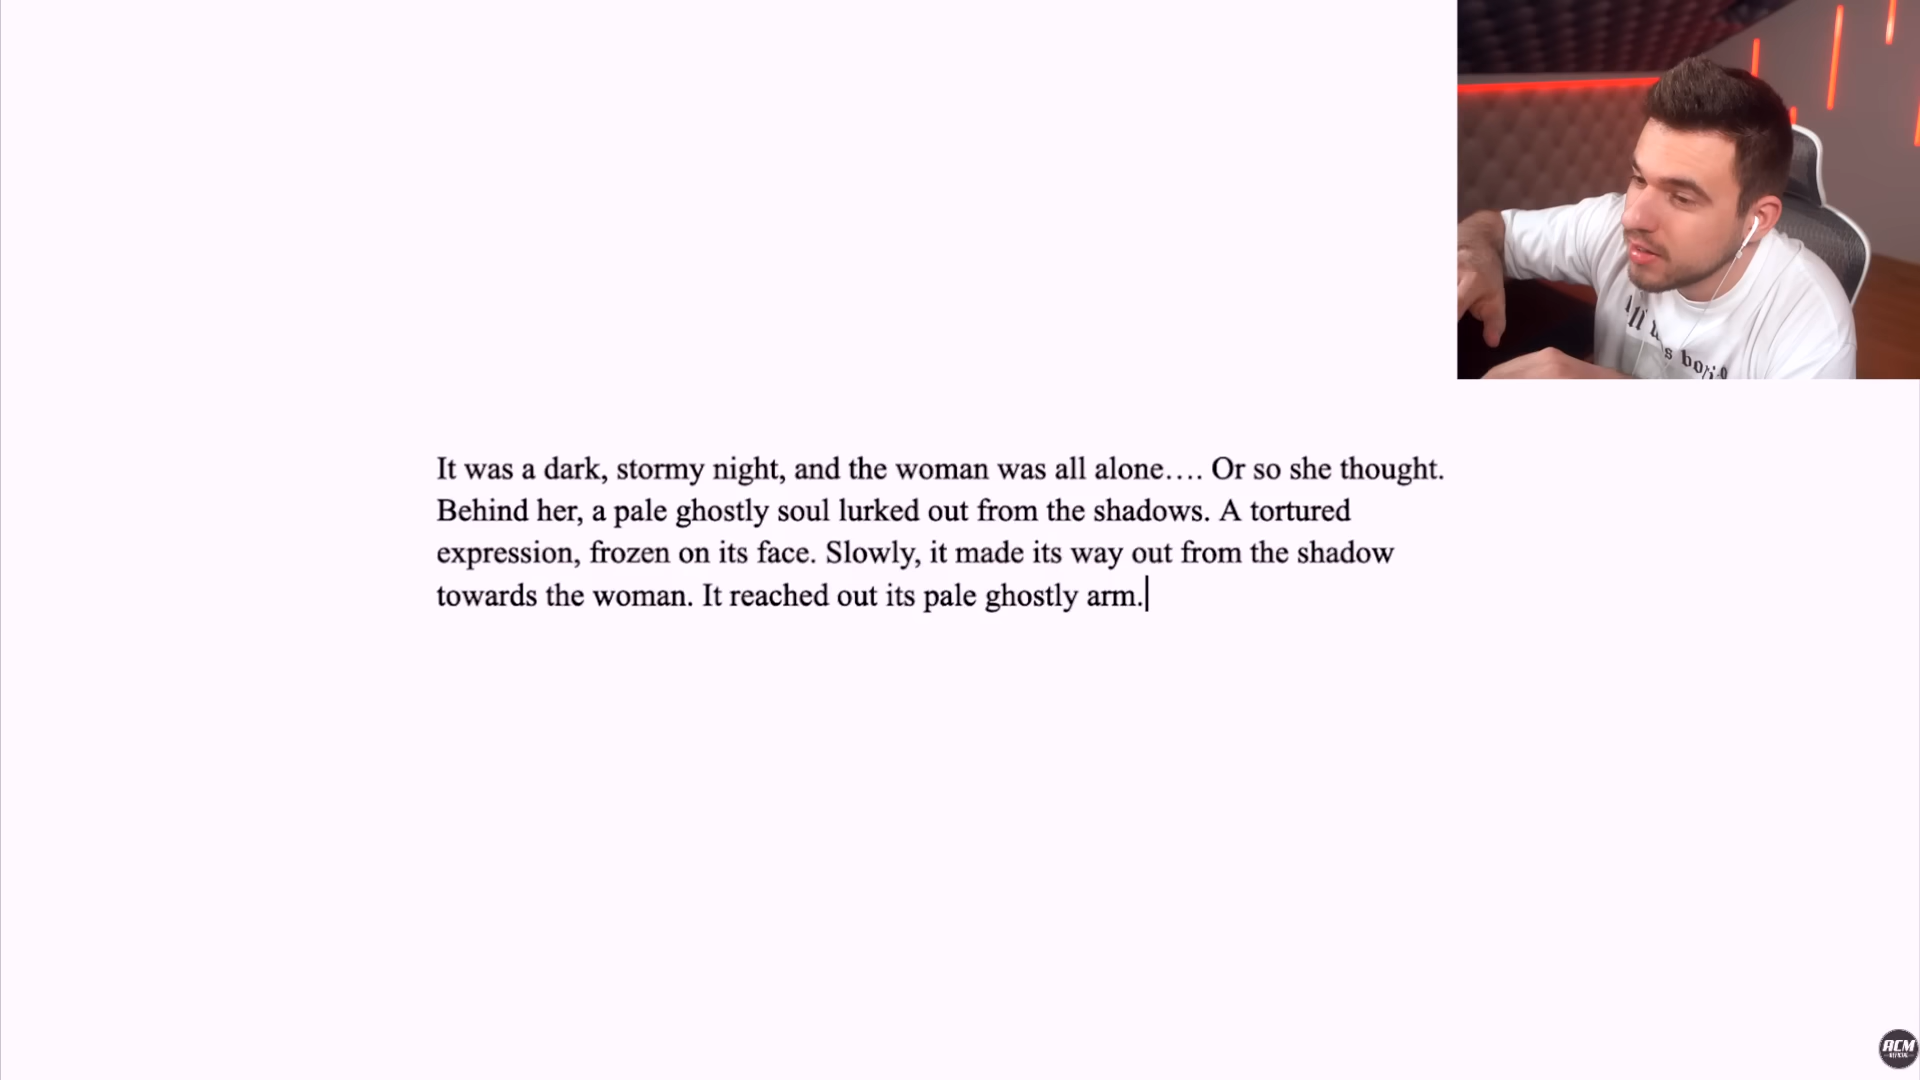 It was a dark, stormy night, and the woman was all alone…. Or so she thought.
Behind her, a pale ghostly soul lurked out from the shadows. A tortured
expression, frozen on its face. Slowly, it made its way out from the shadow
towards the woman. It reached out its pale ghostly arm.
ACM
OFFICIAL